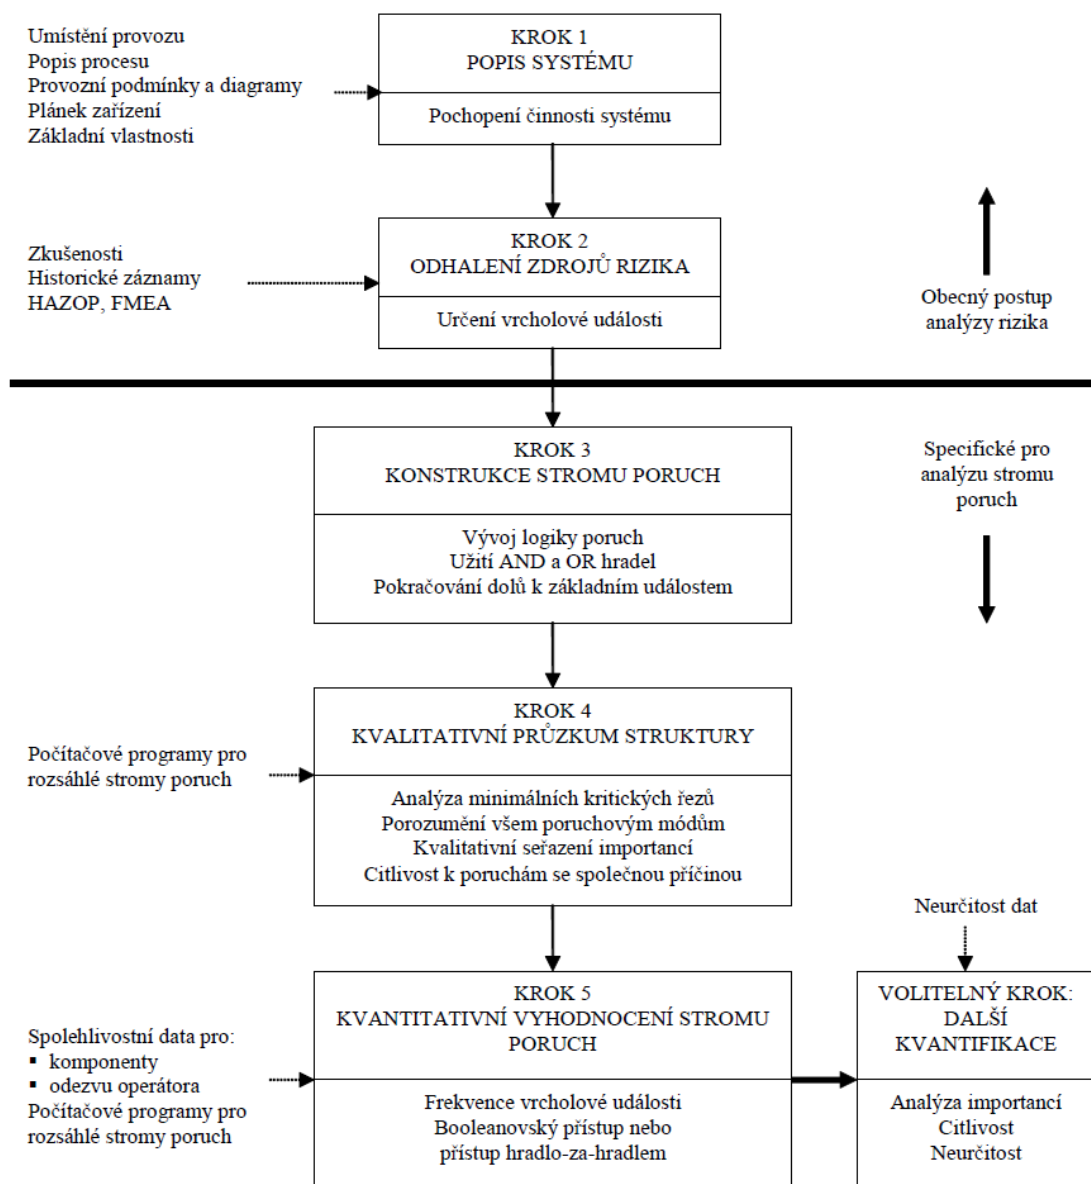 Umístění provozu
Popis procesu
Provozní podmínky a diagramy
Plánek zařízení
Základní vlastnosti
KROK 1
POPIS SYSTÉMU
Pochopení činnosti systému
Zkušenosti
Historické záznamy
HAZOP, FMEA
KROK 2
ODHALENÍ ZDROJŮ RIZIKA
Určení vrcholové události
Obecný postup
analýzy rizika
KROK 3
KONSTRUKCE STROMU PORUCH
Vývoj logiky poruch
Užití AND a OR hradel
Pokračování dolů k základním událostem
Specifické pro
analýzu stromu
poruch
Počítačové programy pro
rozsáhlé stromy poruch
KROK 4
KVALITATIVNÍ PRŮZKUM STRUKTURY
Analýza minimálních kritických řezů
Porozumění všem poruchovým módům
Kvalitativní seřazení importancí
Citlivost k poruchám se společnou příčinou
Spolehlivostní data pro:
▪ komponenty
▪ odezvu operátora
Počítačové programy pro
rozsáhlé stromy poruch
KROK 5
KVANTITATIVNÍ VYHODNOCENÍ STROMU
PORUCH
Frekvence vrcholové události
Booleanovský přístup nebo
přístup hradlo-za-hradlem
Neurčitost dat
VOLITELNÝ KROK:
DALŠÍ
KVANTIFIKACE
Analýza importancí
Citlivost
Neurčitost